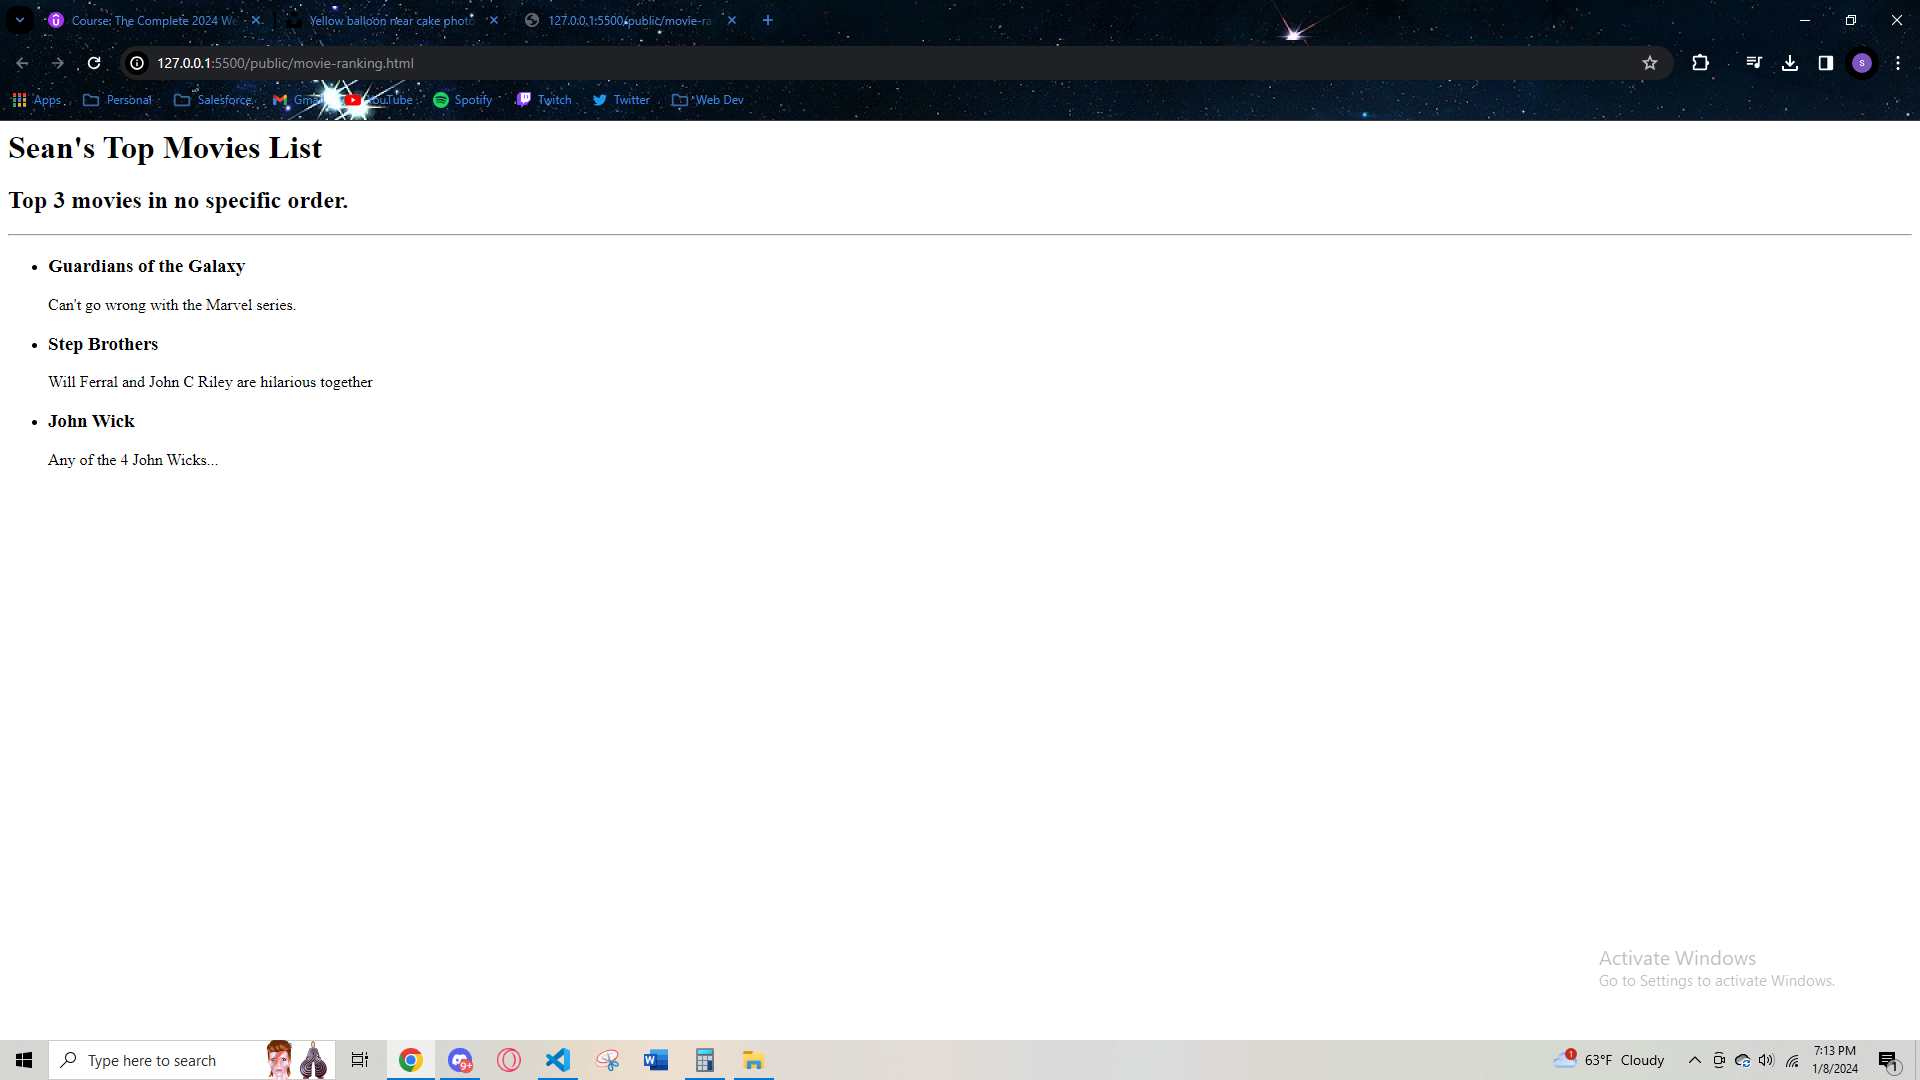 Course: The Complete 2024 We
Yellow balloon near cake photo
127.0.0.1:5500/public/movie-ra
127.0.0.1:5500/public/movie-ranking.html
S
Apps
Personal
Salesforce
Gmail
YouTube
Spotify
Twitch
Twitter
Web Dev
Sean's Top Movies List
Top 3 movies in no specific order.
• Guardians of the Galaxy
Can't go wrong with the Marvel series.
• Step Brothers
Will Ferral and John C Riley are hilarious together
• John Wick
Any of the 4 John Wicks...
Activate Windows
Go to Settings to activate Windows.
Type here to search
9+
W
1
63°F Cloudy
7:13 PM
1/8/2024
1